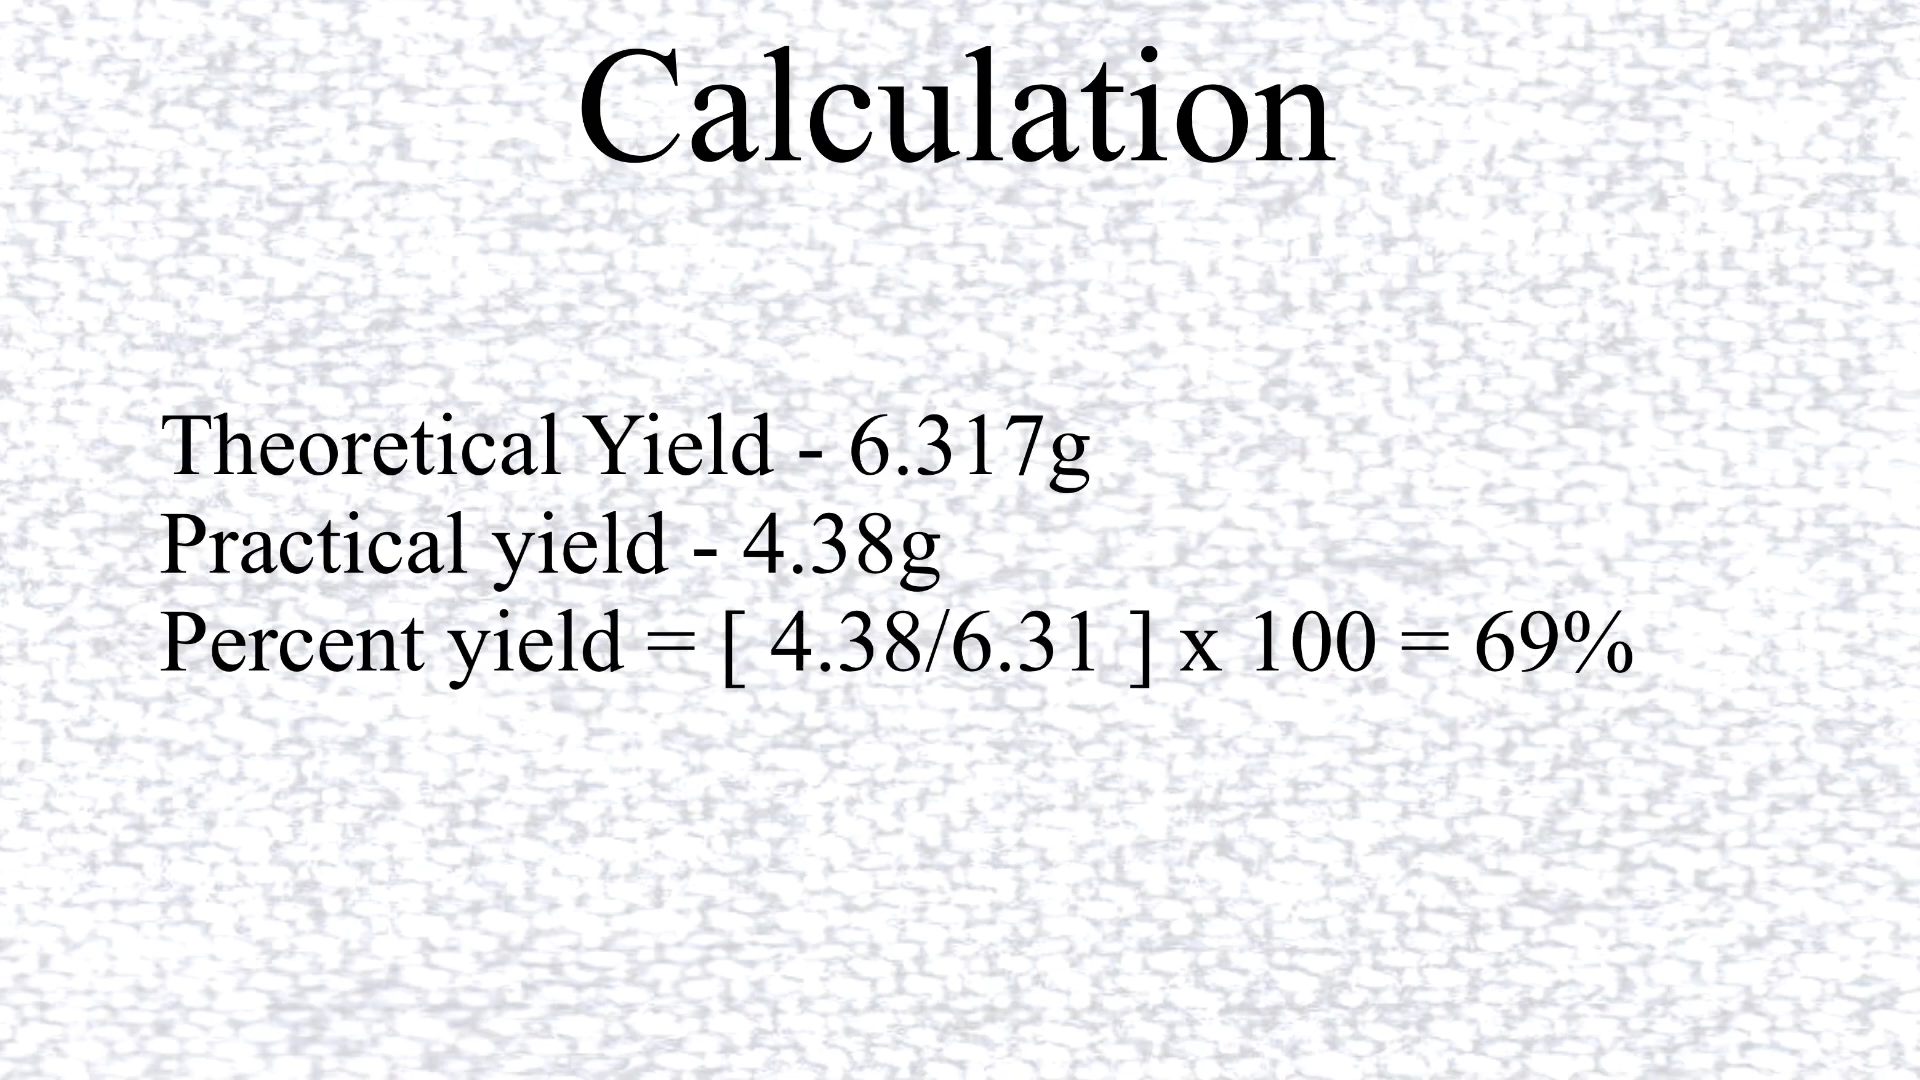 Calculation
Theoretical Yield - 6.317g
Practical yield - 4.38g
Percent yield = [ 4.38/6.31 ] x 100 = 69%